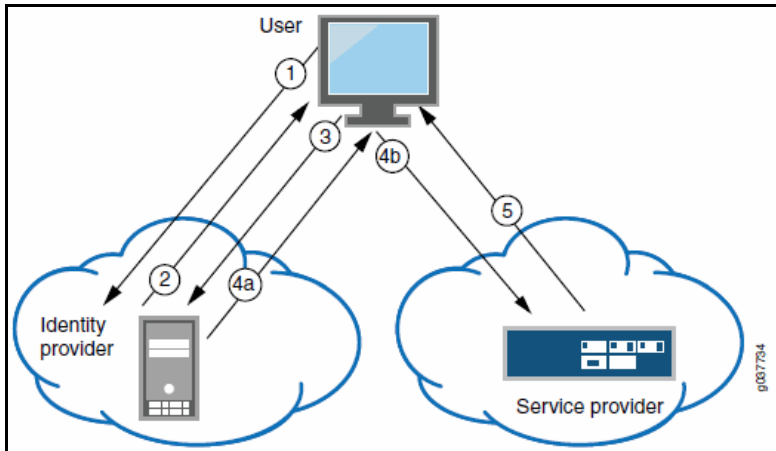 User
1
3
4b
5
2
4a
Identity
provider
Service provider
g037734